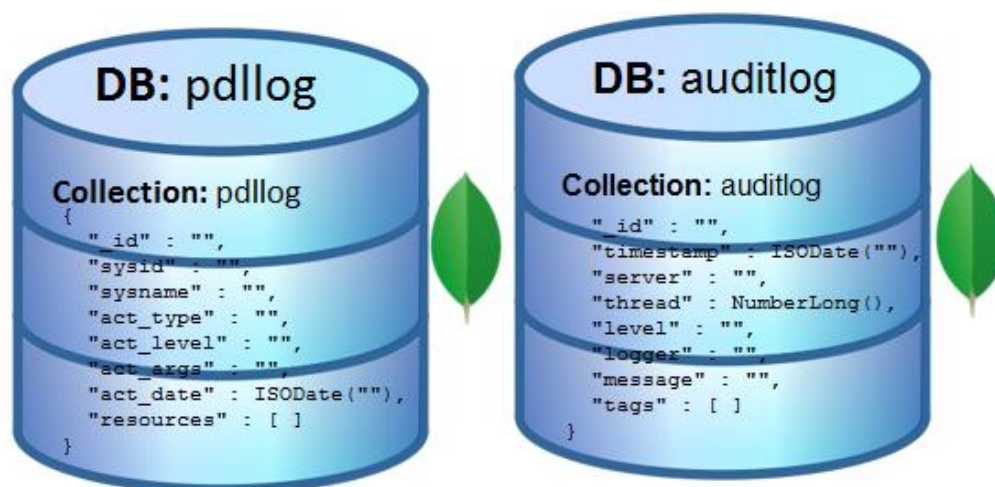 DB: pdllog
Collection: pdllog
{
"_id" : "",
"sysid" : "",
"sysname" : "",
"act_type" : "",
"act_level" : "",
"act_args" : "",
"act_date" : ISODate(""),
"resources" : [ ]
}
DB: auditlog
Collection: auditlog
"_id" : "",
"timestamp" : ISODate(""),
"server" : "",
"thread" : NumberLong(),
"level" : "",
"logger" : "",
"message" : "",
"tags" : [ ]
}